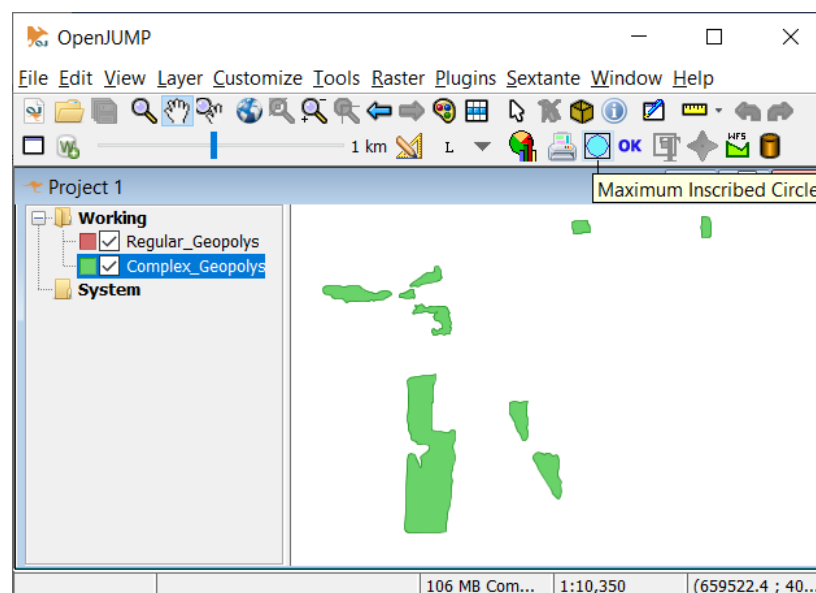 OpenJUMP
File Edit View Layer Customize Tools Raster Plugins Sextante Window Help
1 km L OK WFS
Project 1
Maximum Inscribed Circle
Working
Regular_Geopolys
Complex_Geopolys
System
106 MB Com... 1:10,350 (659522.4 ; 40...